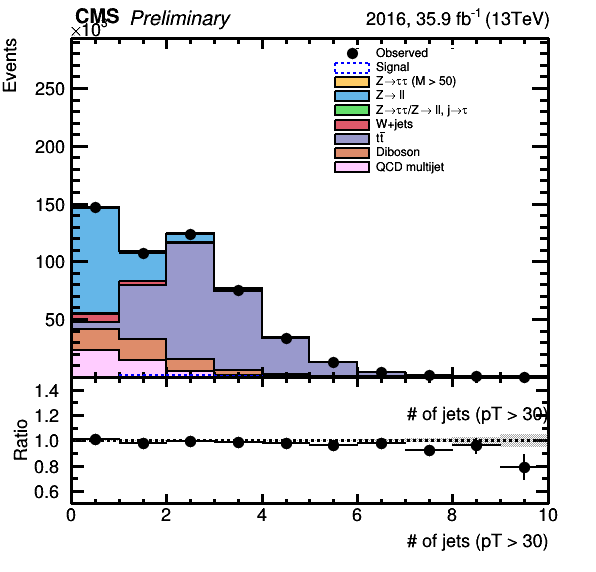 CMS Preliminary 2016, 35.9 fb⁻¹ (13TeV)
×10³
Events
250
200
150
100
50
Observed
Signal
Z→ττ (M > 50)
Z→ ll
Z→ττ/Z→ ll, j→τ
W+jets
tt̄
Diboson
QCD multijet
# of jets (pT > 30)
Ratio
1.4
1.2
1.0
0.8
0.6
0 2 4 6 8 10
# of jets (pT > 30)